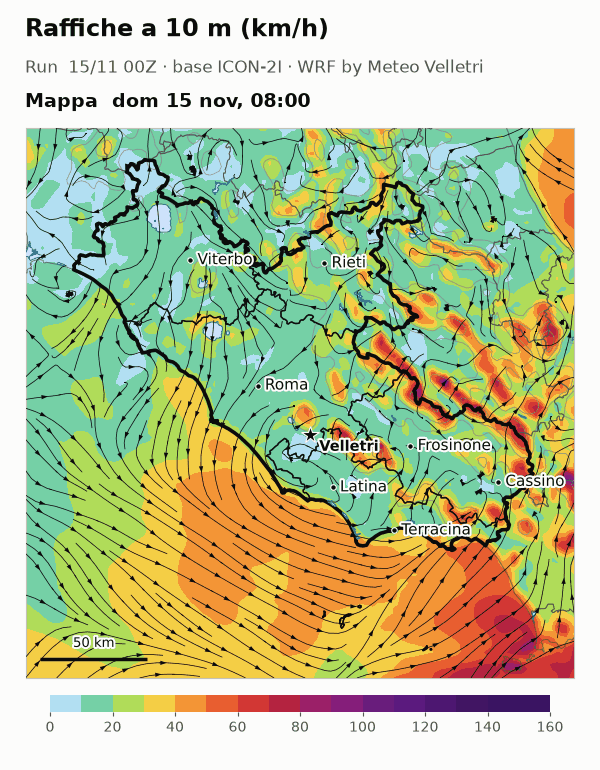 Raffiche a 10 m (km/h)
Run  15/11 00Z · base ICON-2I · WRF by Meteo Velletri
Mappa  dom 15 nov, 08:00
Viterbo
Rieti
Roma
Velletri
Frosinone
Cassino
Latina
Terracina
50 km
0 20 40 60 80 100 120 140 160